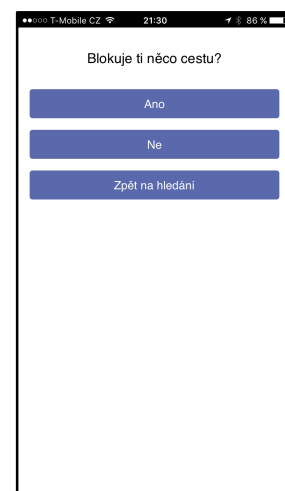 T-Mobile CZ 21:30 86 %
Blokuje ti něco cestu?
Ano
Ne
Zpět na hledání